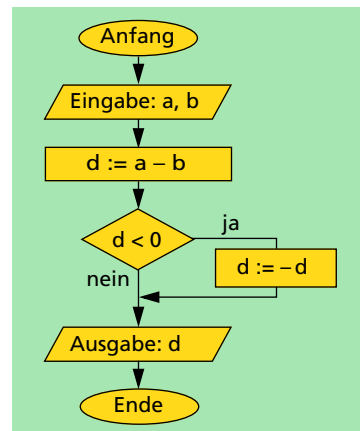 Anfang
Eingabe: a, b
d := a – b
d < 0
ja
d := – d
nein
Ausgabe: d
Ende